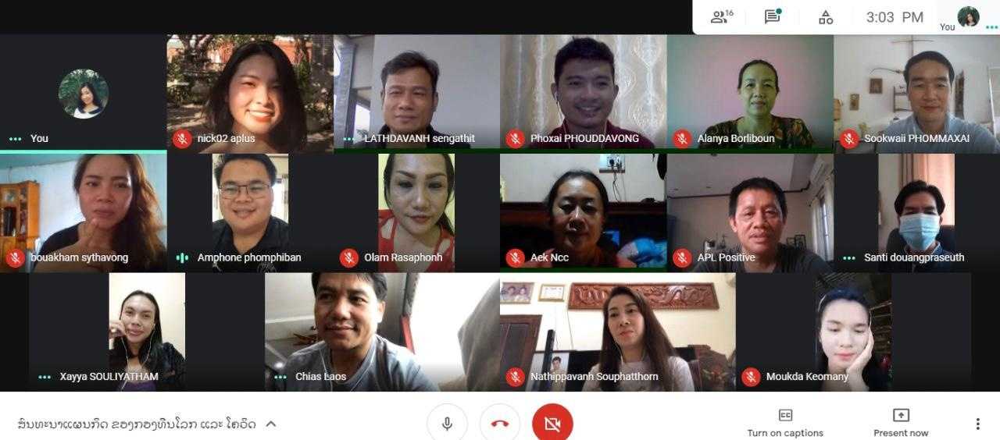 16
3:03 PM
You
You
nick02 aplus
LATHDAVANH sengathit
Phoxai PHOUDDAVONG
Alanya Borliboun
Sookwaii PHOMMAXAI
bouakham sythavong
Amphone phomphiban
Olam Rasaphonh
Aek Ncc
APL Positive
Santi douangpraseuth
Xayya SOULIYATHAM
Chias Laos
Nathippavanh Souphatthorn
Moukda Keomany
ສົນທະນາແຜນກິດ ຂອງກອງທຶນໂລກ ແລະ ໂຄວິດ
Turn on captions
Present now